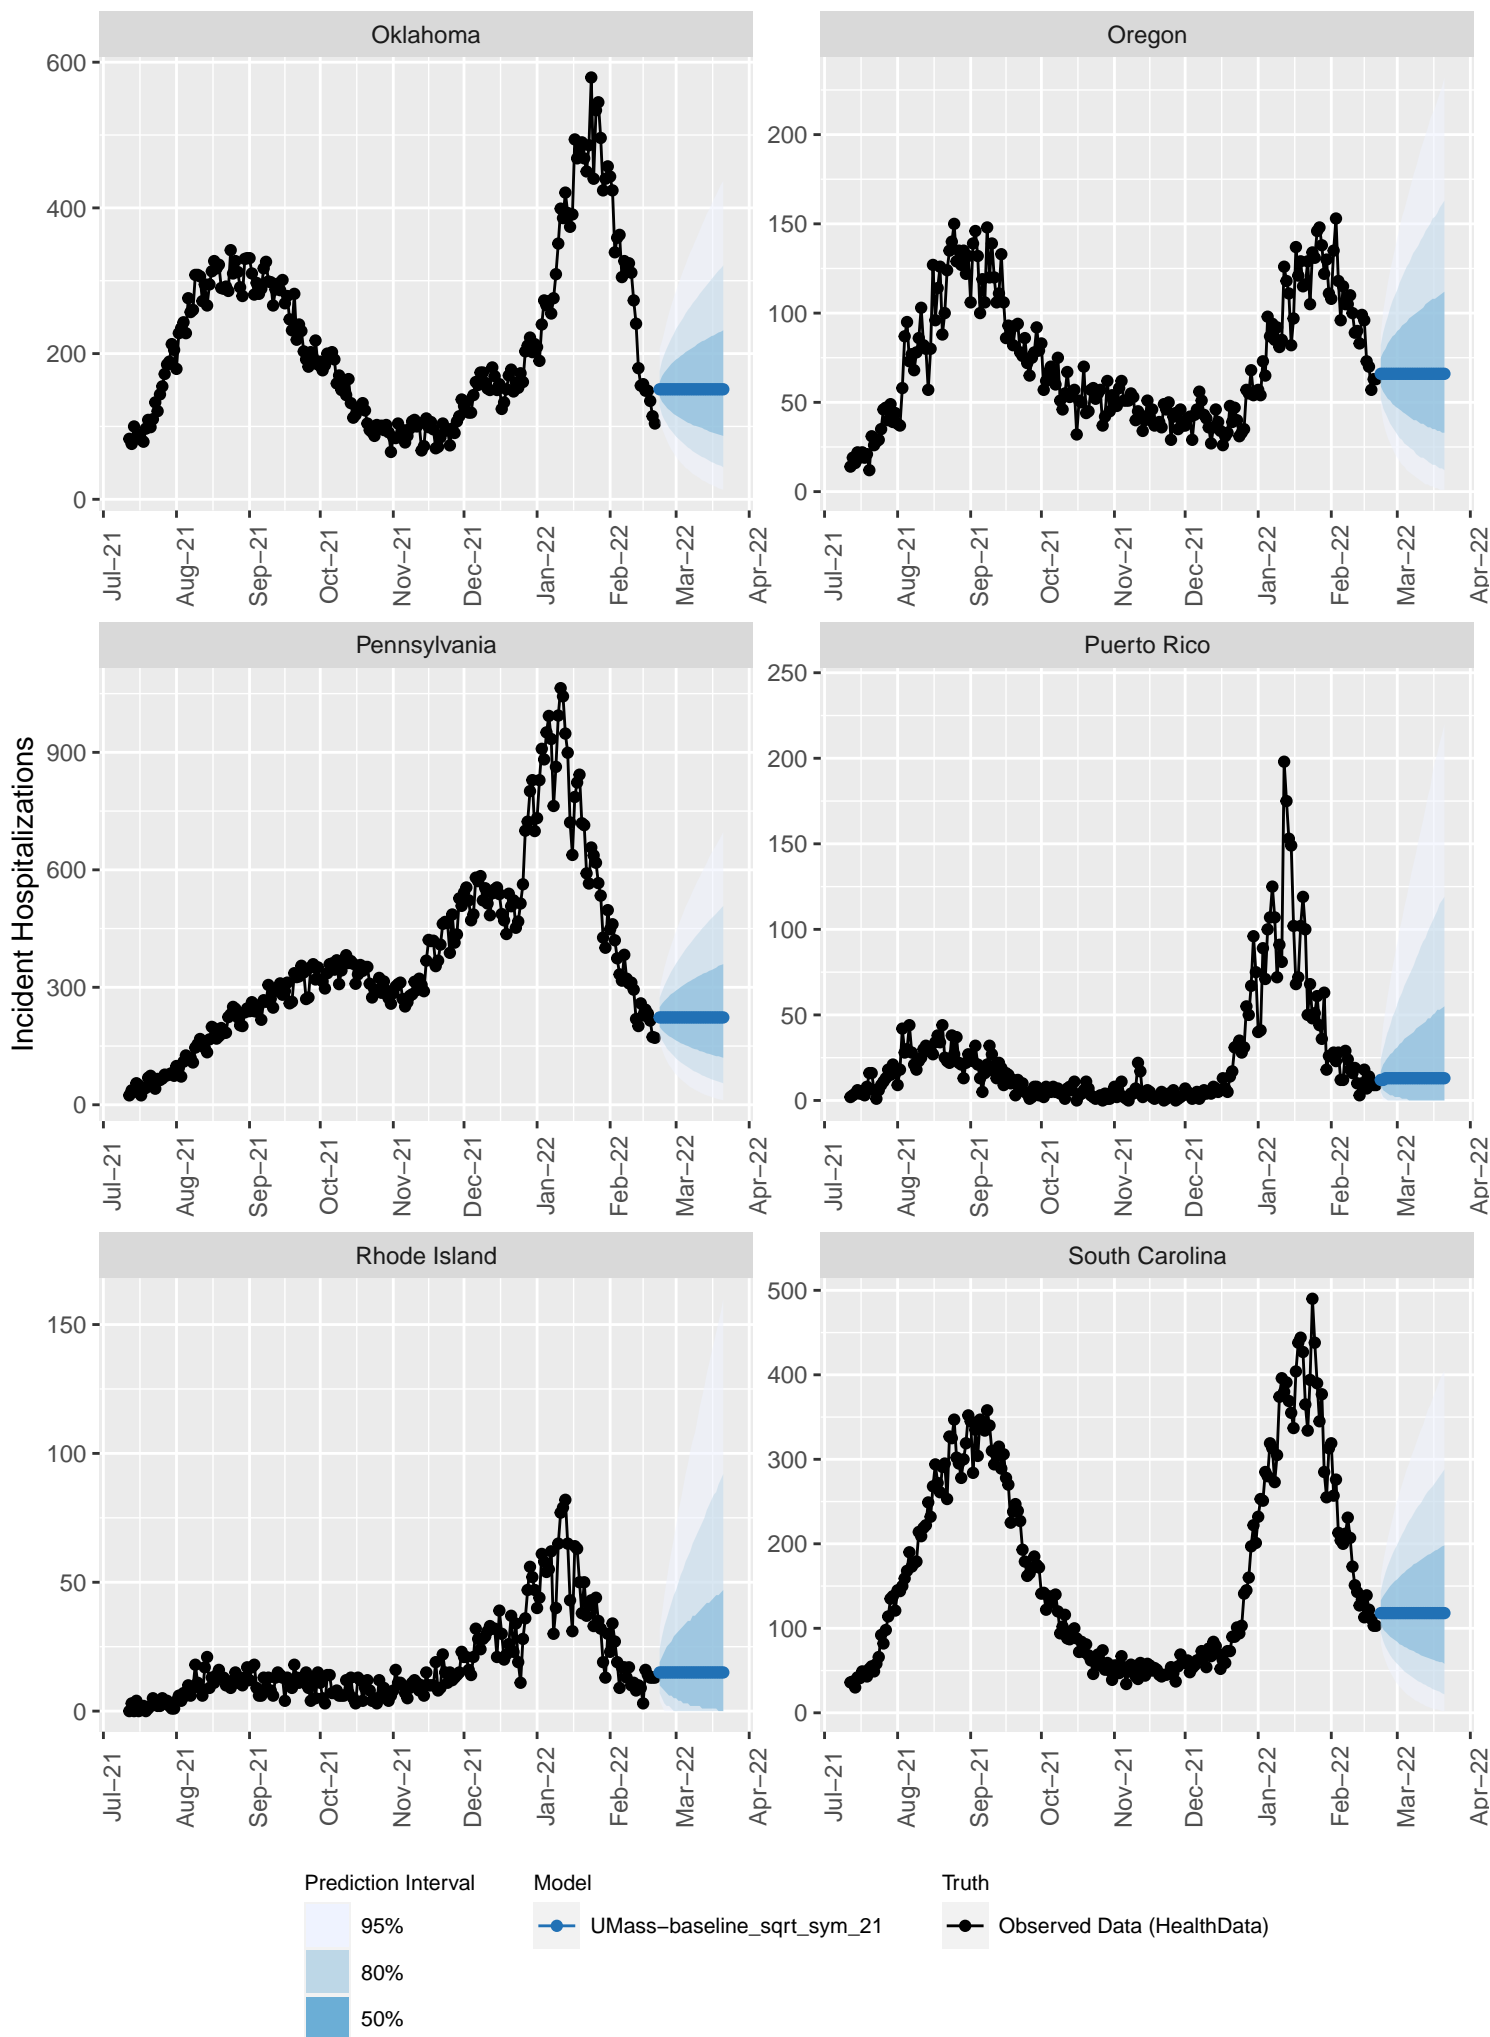 Oklahoma
Oregon
600
400
200
0
200
150
100
50
0
Jul−21
Aug−21
Sep−21
Oct−21
Nov−21
Dec−21
Jan−22
Feb−22
Mar−22
Apr−22
Jul−21
Aug−21
Sep−21
Oct−21
Nov−21
Dec−21
Jan−22
Feb−22
Mar−22
Apr−22
Pennsylvania
Puerto Rico
Incident Hospitalizations
900
600
300
0
250
200
150
100
50
0
Jul−21
Aug−21
Sep−21
Oct−21
Nov−21
Dec−21
Jan−22
Feb−22
Mar−22
Apr−22
Jul−21
Aug−21
Sep−21
Oct−21
Nov−21
Dec−21
Jan−22
Feb−22
Mar−22
Apr−22
Rhode Island
South Carolina
150
100
50
0
500
400
300
200
100
0
Jul−21
Aug−21
Sep−21
Oct−21
Nov−21
Dec−21
Jan−22
Feb−22
Mar−22
Apr−22
Jul−21
Aug−21
Sep−21
Oct−21
Nov−21
Dec−21
Jan−22
Feb−22
Mar−22
Apr−22
Prediction Interval
95%
80%
50%
Model
UMass−baseline_sqrt_sym_21
Truth
Observed Data (HealthData)